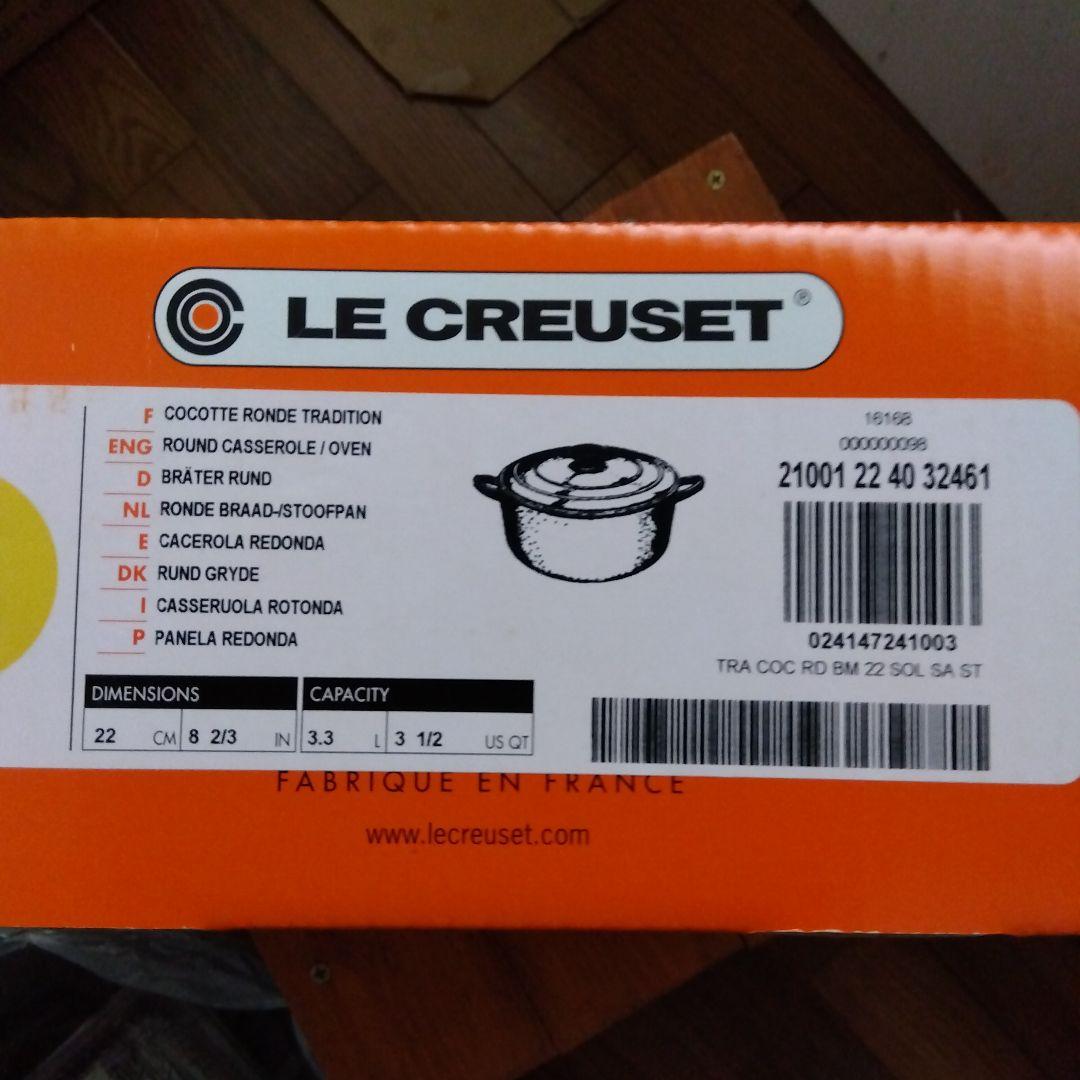 LE CREUSET ®
F COCOTTE RONDE TRADITION
ENG ROUND CASSEROLE / OVEN
D BRÄTER RUND
NL RONDE BRAAD-/STOOFPAN
E CACEROLA REDONDA
DK RUND GRYDE
I CASSERUOLA ROTONDA
P PANELA REDONDA
DIMENSIONS
22 CM 8 2/3 IN
CAPACITY
3.3 L 3 1/2 US QT
16168
000000098
21001 22 40 32461
024147241003
TRA COC RD BM 22 SOL SA ST
FABRIQUE EN FRANCE
www.lecreuset.com